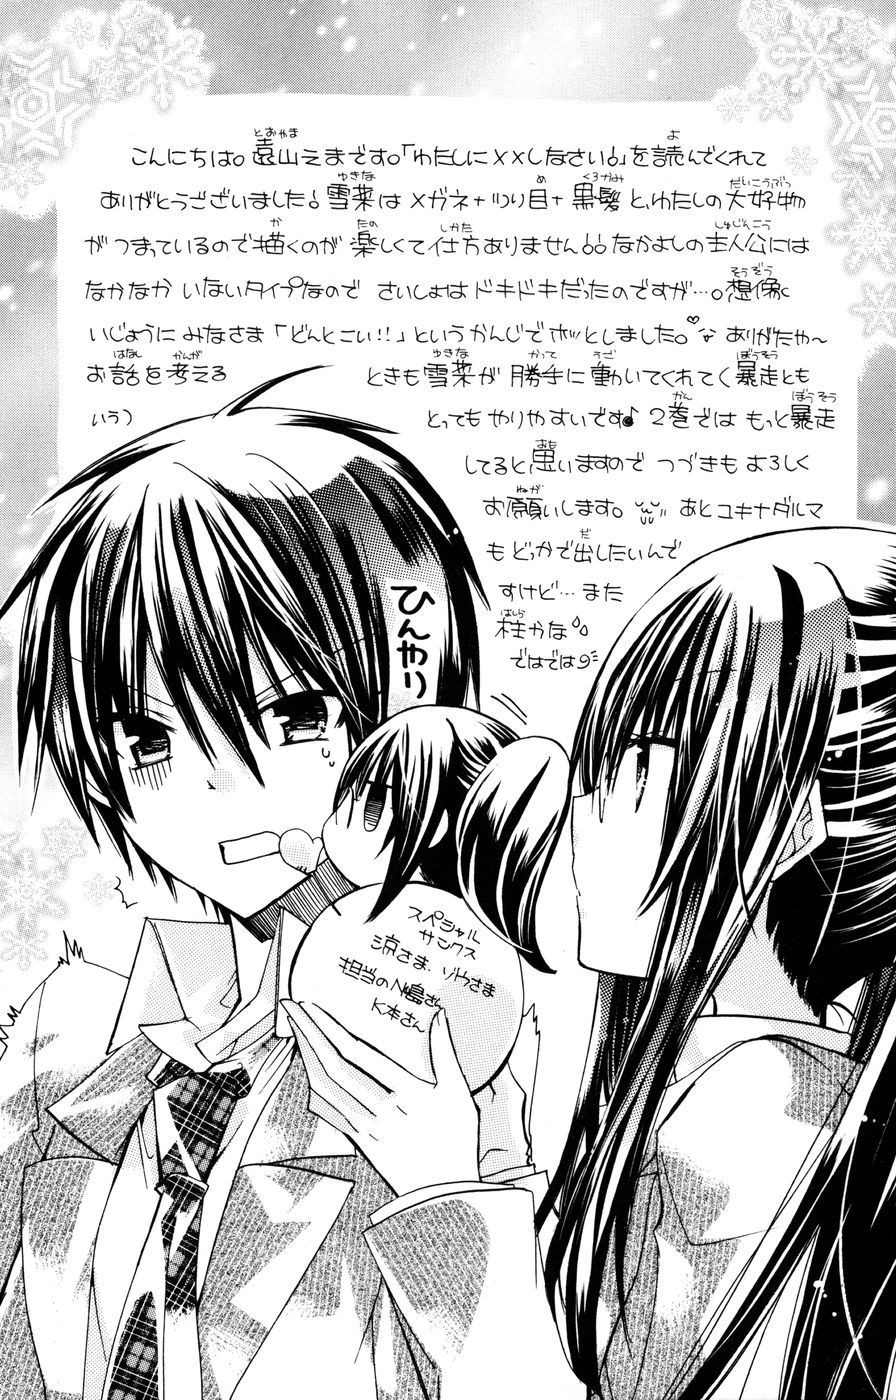 こんにちは。遠山えまです。「わたしに××しなさい!」を読んでくれて
ありがとうございました!雪菜はメガネ+つり目+黒髪と、わたしの大好物
がつまっているので描くのが楽しくて仕方ありません!!なかよしの主人公には
なかなかいないタイプなのでさいしょはドキドキだったのですが…。想像
いじょうにみなさま「どんとこい!!」というかんじでホッとしました。♡ありがたや〜
お話を考えるときも雪菜が勝手に動いてくれて(暴走とも
いう)とってもやりやすいです♪2巻ではもっと暴走
してると思いますのでつづきもよろしく
お願いします。あとユキナダルマ
もどっかで出したいんで
すけど…また
柱かな
ではでは
ひんやり
スペシャル
サンクス
涼さま、ゾウさま
担当のN嶋さん
K本さん